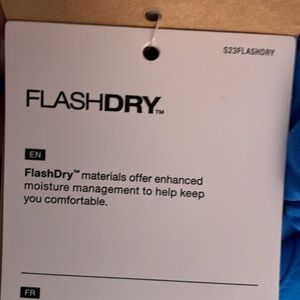 S23FLASHDRY
FLASHDRY™
EN
FlashDry™ materials offer enhanced
moisture management to help keep
you comfortable.
FR